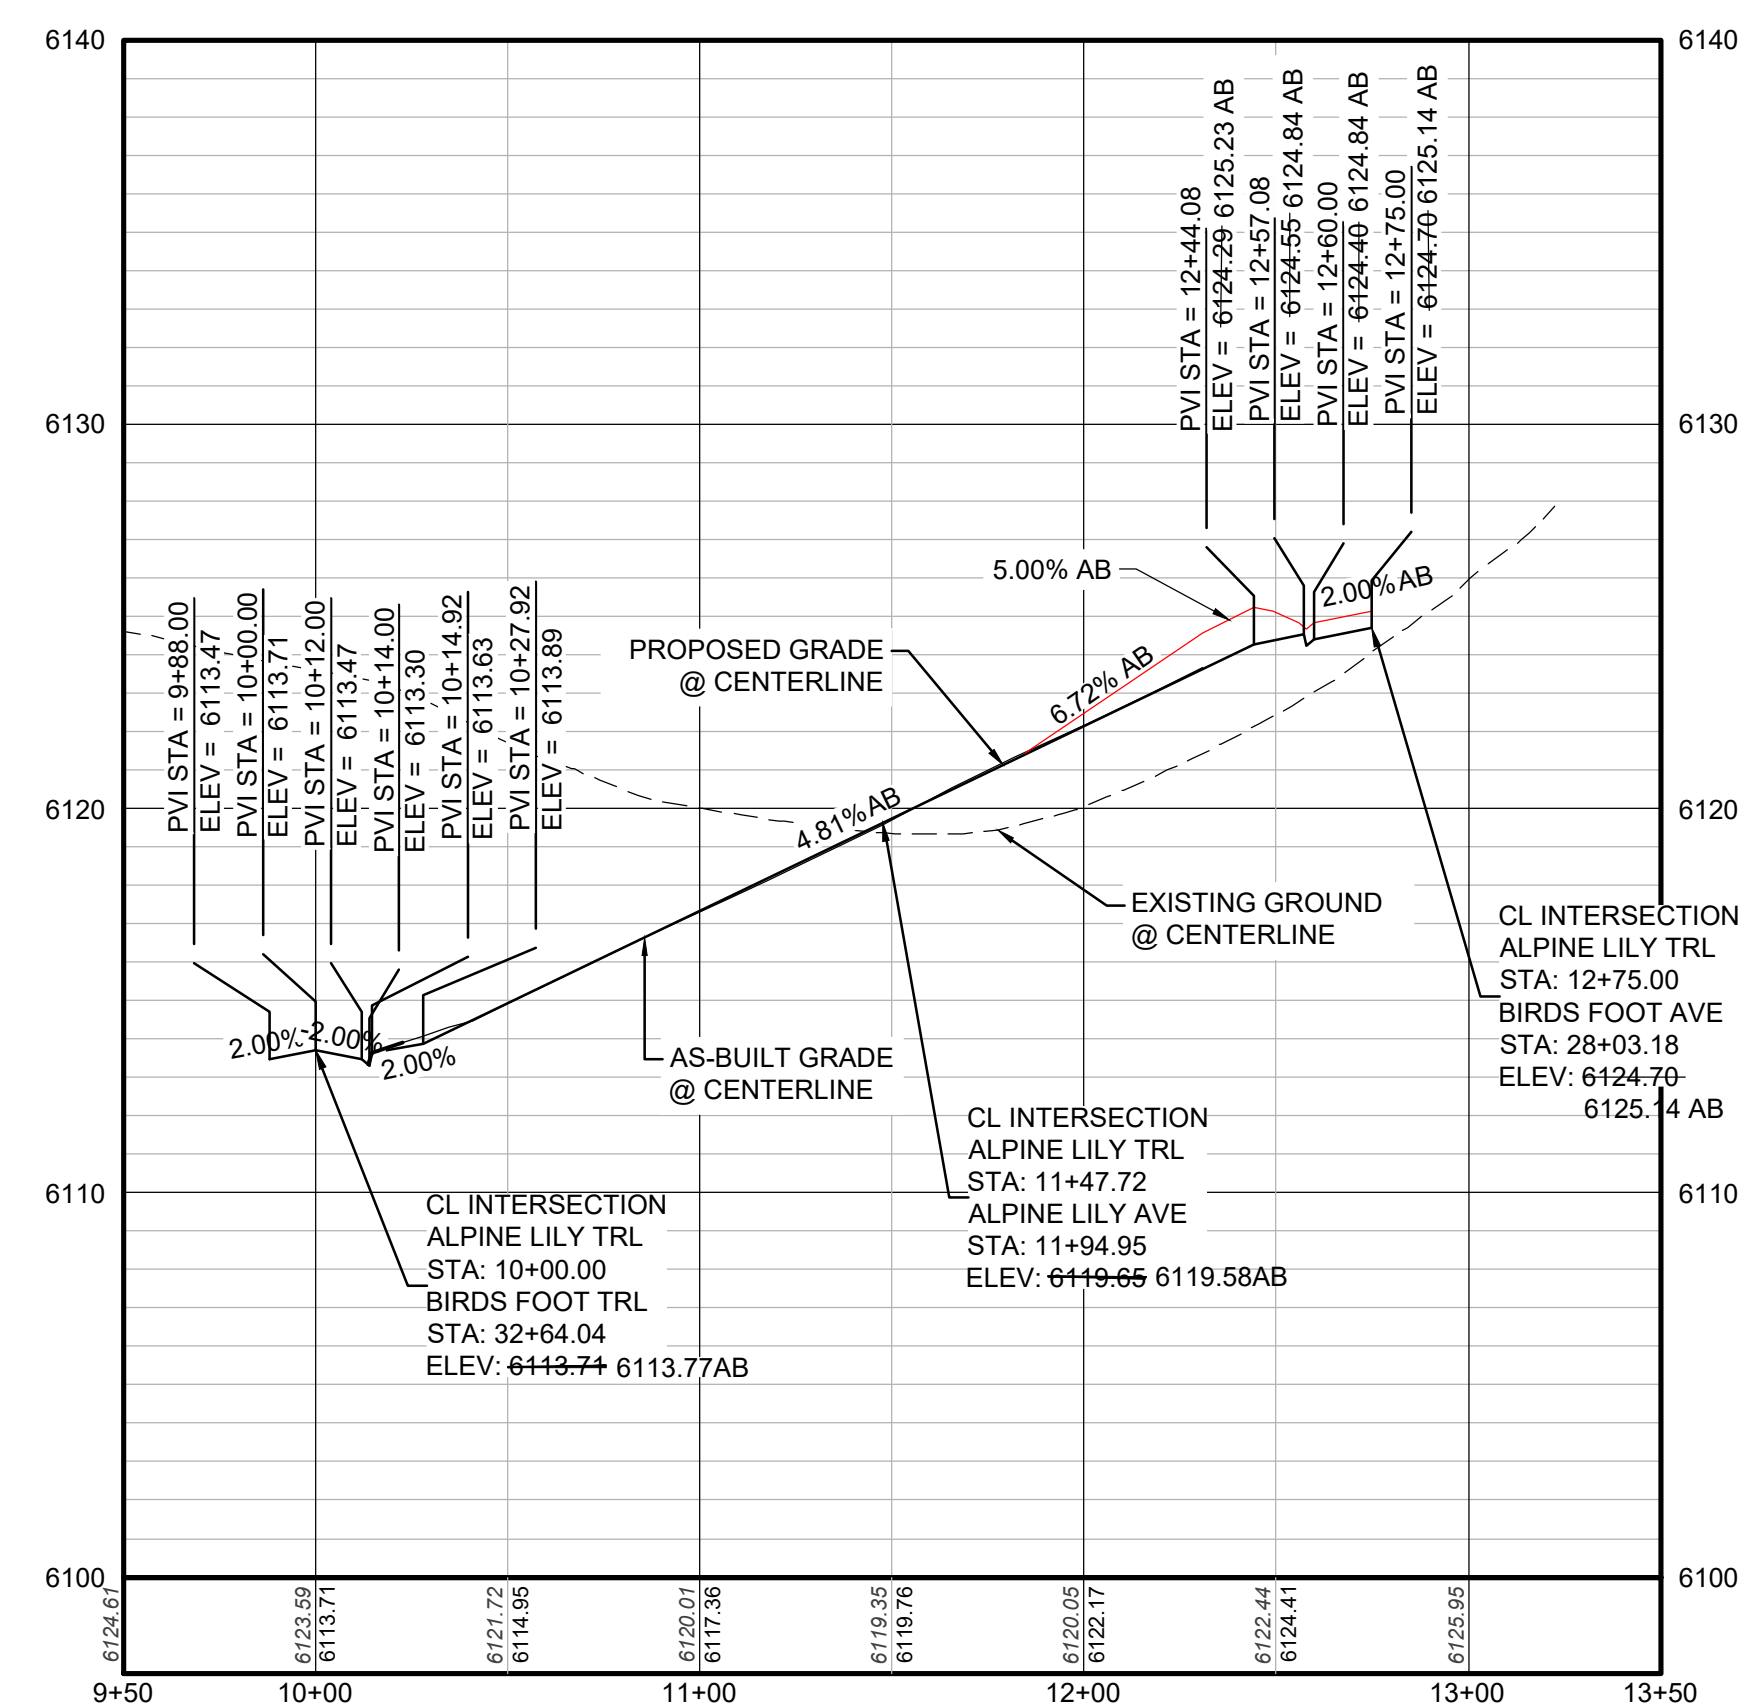 6140
6140
PVI STA = 12+44.08
ELEV = 6124.29 6125.23 AB
PVI STA = 12+57.08
ELEV = 6124.55 6124.84 AB
PVI STA = 12+60.00
ELEV = 6124.40 6124.84 AB
PVI STA = 12+75.00
ELEV = 6124.70 6125.14 AB
6130
6130
5.00% AB
2.00% AB
PVI STA = 9+88.00
ELEV = 6113.47
PVI STA = 10+00.00
ELEV = 6113.71
PVI STA = 10+12.00
ELEV = 6113.47
PVI STA = 10+14.00
ELEV = 6113.30
PVI STA = 10+14.92
ELEV = 6113.63
PVI STA = 10+27.92
ELEV = 6113.89
PROPOSED GRADE
@ CENTERLINE
6.72% AB
6120
4.81% AB
6120
EXISTING GROUND
@ CENTERLINE
CL INTERSECTION
ALPINE LILY TRL
STA: 12+75.00
BIRDS FOOT AVE
STA: 28+03.18
ELEV: 6124.70
6125.14 AB
2.00%
-2.00%
2.00%
AS-BUILT GRADE
@ CENTERLINE
CL INTERSECTION
ALPINE LILY TRL
STA: 11+47.72
ALPINE LILY AVE
STA: 11+94.95
ELEV: 6119.65 6119.58AB
6110
6110
CL INTERSECTION
ALPINE LILY TRL
STA: 10+00.00
BIRDS FOOT TRL
STA: 32+64.04
ELEV: 6113.71 6113.77AB
6100
6100
6124.61
6123.59
6113.71
6121.72
6114.95
6120.01
6117.36
6119.35
6119.76
6120.05
6122.17
6122.44
6124.41
6125.95
9+50
10+00
11+00
12+00
13+00
13+50